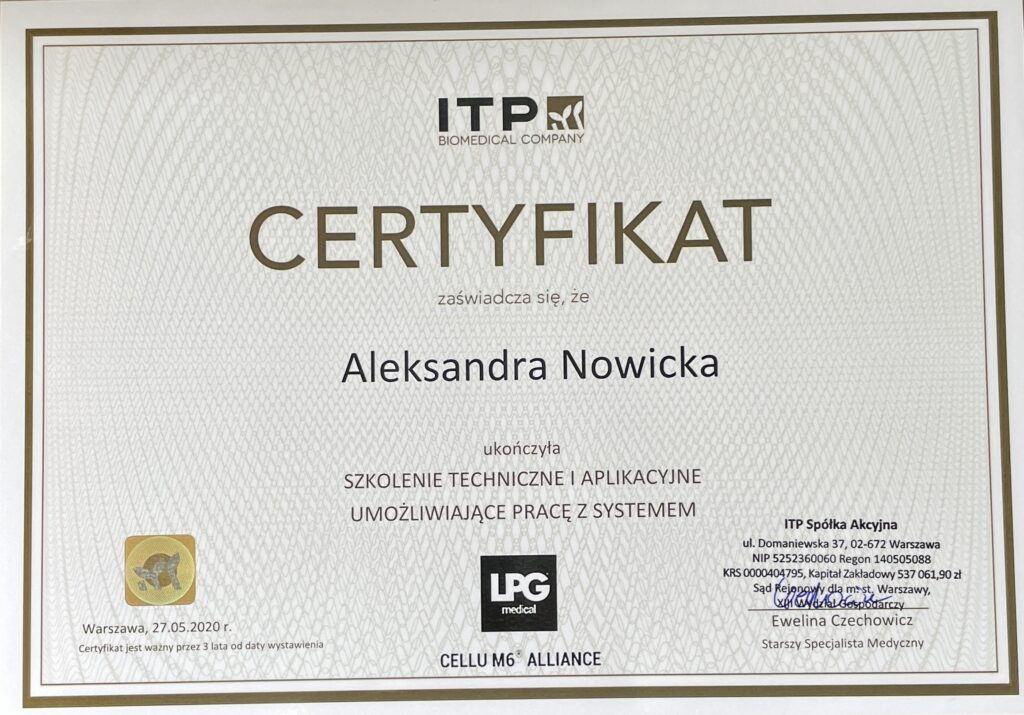 ITP
BIOMEDICAL COMPANY
CERTYFIKAT
zaświadcza się, że
Aleksandra Nowicka
ukończyła
SZKOLENIE TECHNICZNE I APLIKACYJNE
UMOŻLIWIAJĄCE PRACĘ Z SYSTEMEM
LPG
medical
CELLU M6® ALLIANCE
Warszawa, 27.05.2020 r.
Certyfikat jest ważny przez 3 lata od daty wystawienia
ITP Spółka Akcyjna
ul. Domaniewska 37, 02-672 Warszawa
NIP 5252360060 Regon 140505088
KRS 0000404795, Kapitał Zakładowy 537 061,90 zł
Sąd Rejonowy dla m.st. Warszawy,
XIII Wydział Gospodarczy
Ewelina Czechowicz
Starszy Specjalista Medyczny